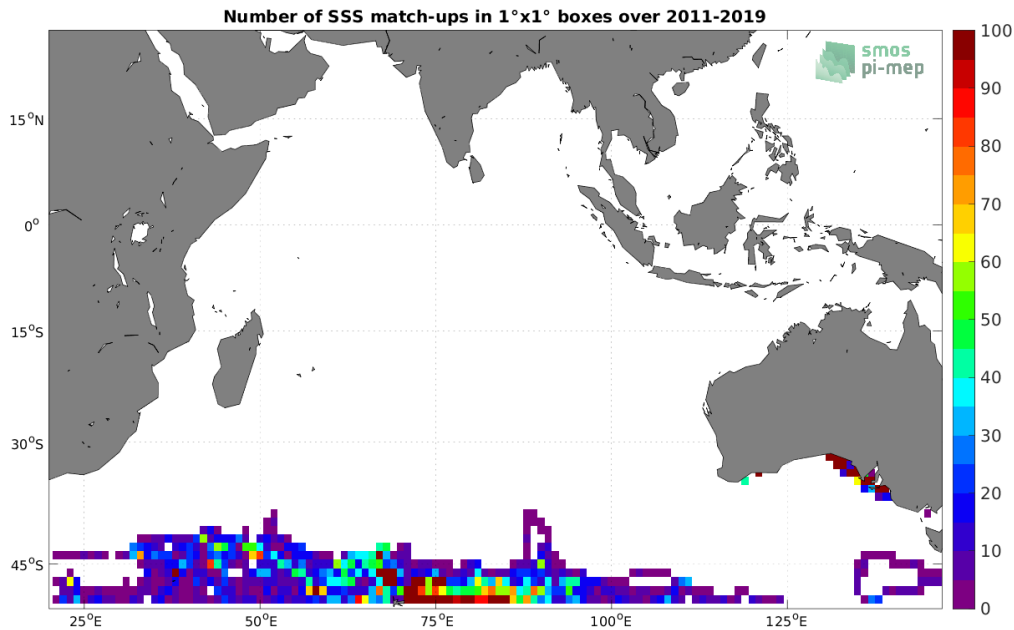 Number of SSS match-ups in 1°x1° boxes over 2011-2019
smos
pi-mep
15°N
0°
15°S
30°S
45°S
25°E
50°E
75°E
100°E
125°E
100
90
80
70
60
50
40
30
20
10
0